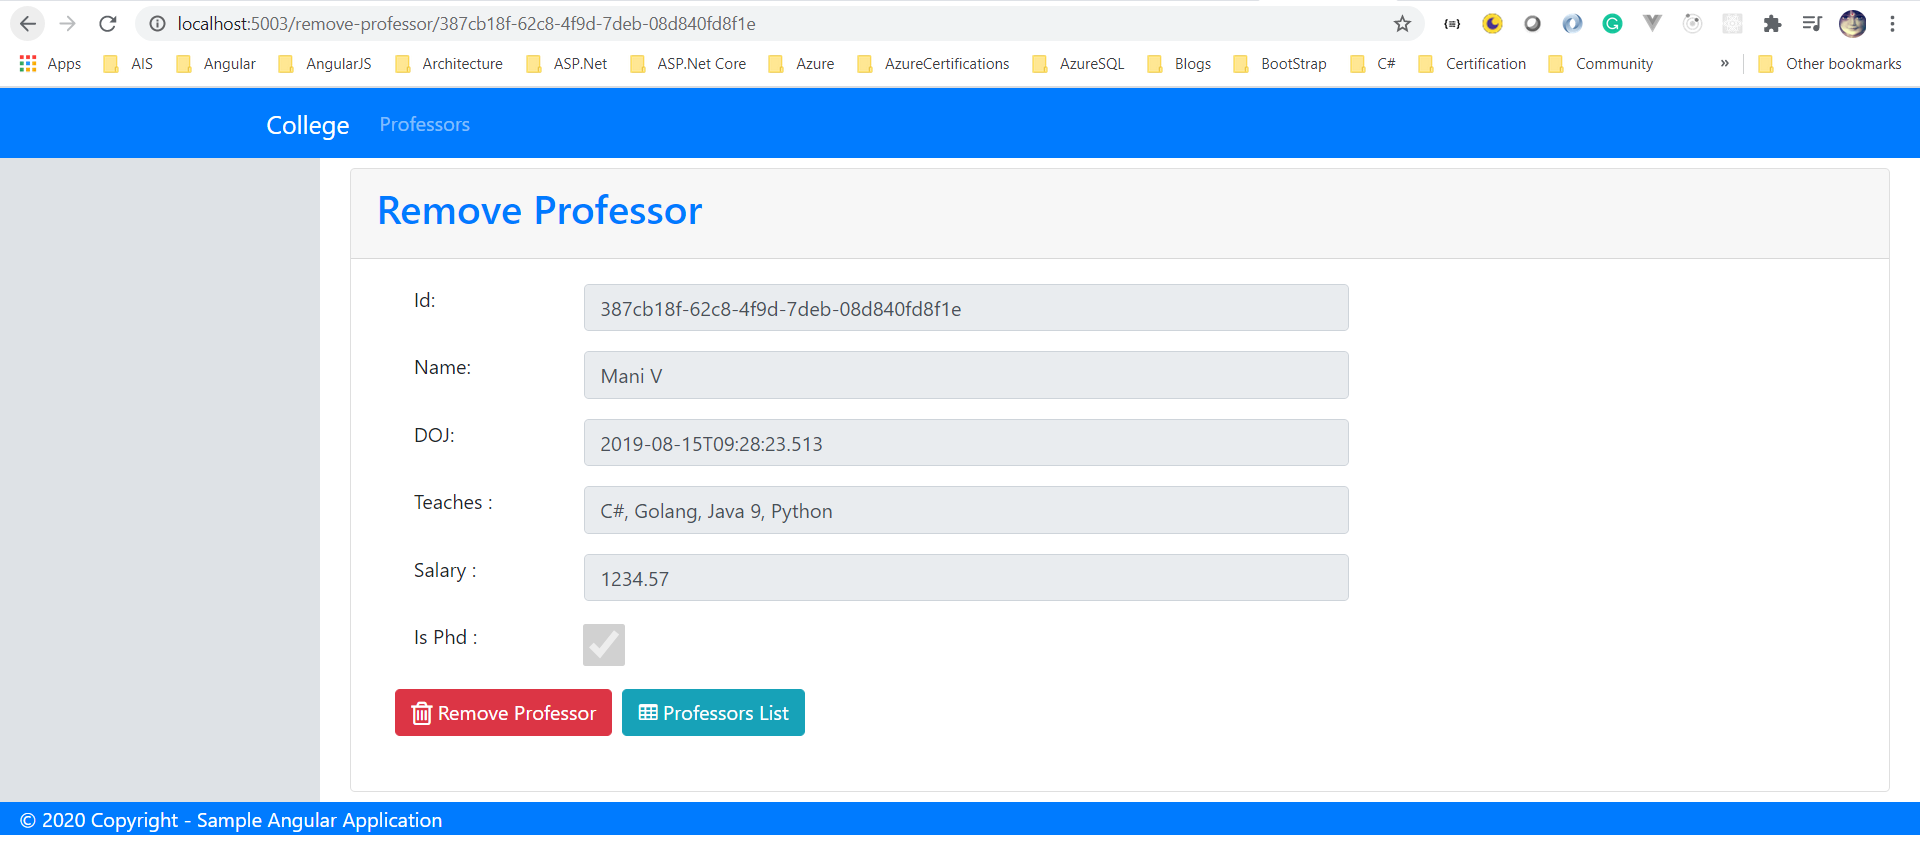 localhost:5003/remove-professor/387cb18f-62c8-4f9d-7deb-08d840fd8f1e
Apps AIS Angular AngularJS Architecture ASP.Net ASP.Net Core Azure AzureCertifications AzureSQL Blogs BootStrap C# Certification Community » Other bookmarks
College Professors
Remove Professor
Id: 387cb18f-62c8-4f9d-7deb-08d840fd8f1e
Name: Mani V
DOJ: 2019-08-15T09:28:23.513
Teaches : C#, Golang, Java 9, Python
Salary : 1234.57
Is Phd :
Remove Professor Professors List
© 2020 Copyright - Sample Angular Application